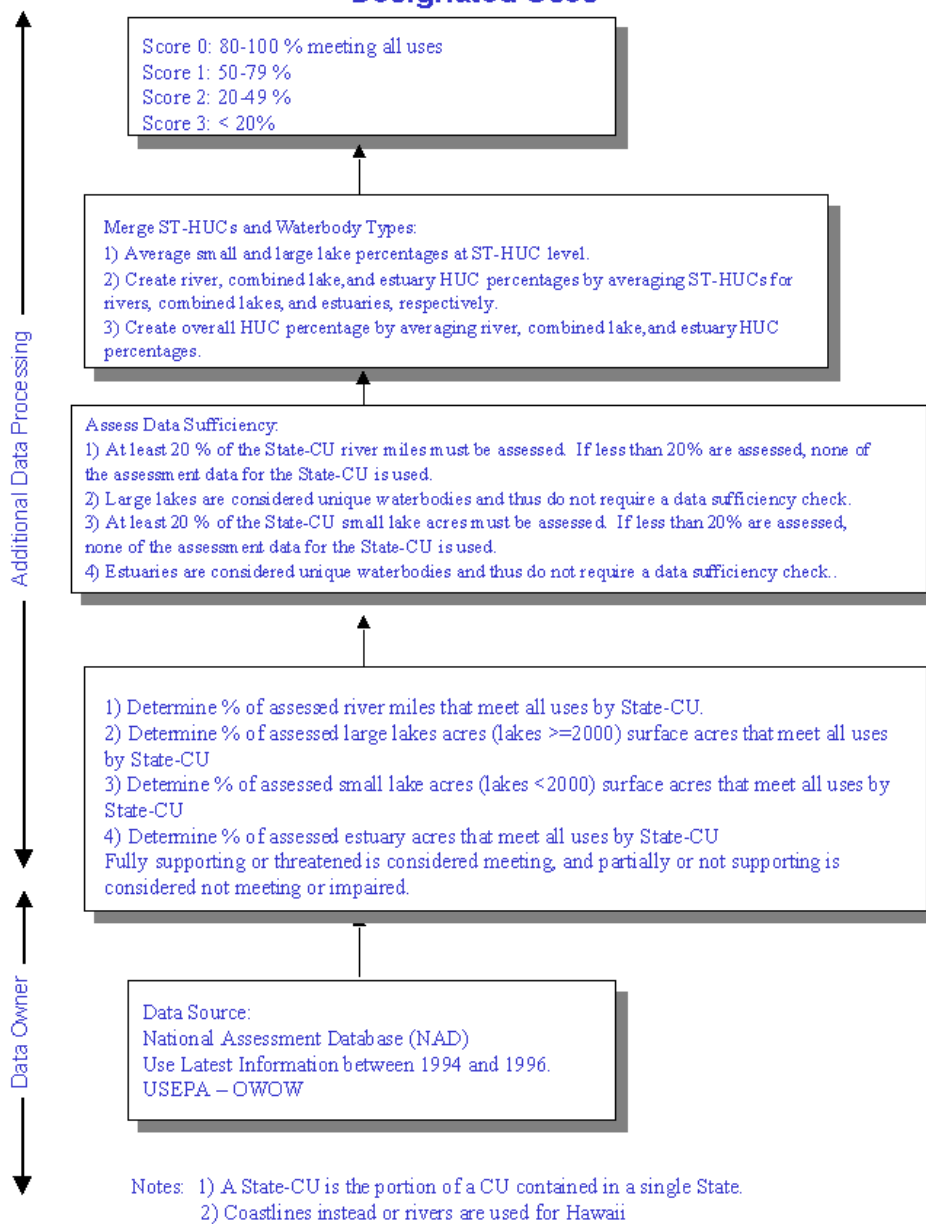 Designated Uses
Score 0: 80-100 % meeting all uses
Score 1: 50-79 %
Score 2: 20-49 %
Score 3: < 20%
Merge ST-HUCs and Waterbody Types:
1) Average small and large lake percentages at ST-HUC level.
2) Create river, combined lake,and estuary HUC percentages by averaging ST-HUCs for
rivers, combined lakes, and estuaries, respectively.
3) Create overall HUC percentage by averaging river, combined lake,and estuary HUC
percentages.
Additional Data Processing
Assess Data Sufficiency:
1) At least 20 % of the State-CU river miles must be assessed. If less than 20% are assessed, none of
the assessment data for the State-CU is used.
2) Large lakes are considered unique waterbodies and thus do not require a data sufficiency check.
3) At least 20 % of the State-CU small lake acres must be assessed. If less than 20% are assessed,
none of the assessment data for the State-CU is used.
4) Estuaries are considered unique waterbodies and thus do not require a data sufficiency check..
1) Determine % of assessed river miles that meet all uses by State-CU.
2) Determine % of assessed large lakes acres (lakes >=2000) surface acres that meet all uses
by State-CU
3) Detemine % of assessed small lake acres (lakes <2000) surface acres that meet all uses by
State-CU
4) Determine % of assessed estuary acres that meet all uses by State-CU
Fully supporting or threatened is considered meeting, and partially or not supporting is
considered not meeting or impaired.
Data Owner
Data Source:
National Assessment Database (NAD)
Use Latest Information between 1994 and 1996.
USEPA – OWOW
Notes: 1) A State-CU is the portion of a CU contained in a single State.
2) Coastlines instead or rivers are used for Hawaii